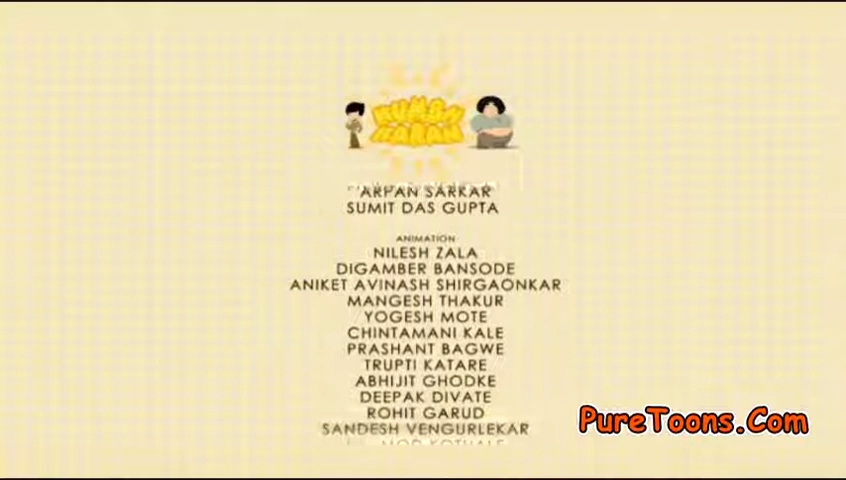 KUMBH
KARAN
ARPAN SARKAR
SUMIT DAS GUPTA
ANIMATION
NILESH ZALA
DIGAMBER BANSODE
ANIKET AVINASH SHIRGAONKAR
MANGESH THAKUR
YOGESH MOTE
CHINTAMANI KALE
PRASHANT BAGWE
TRUPTI KATARE
ABHIJIT GHODKE
DEEPAK DIVATE
ROHIT GARUD
SANDESH VENGURLEKAR
PureToons.Com